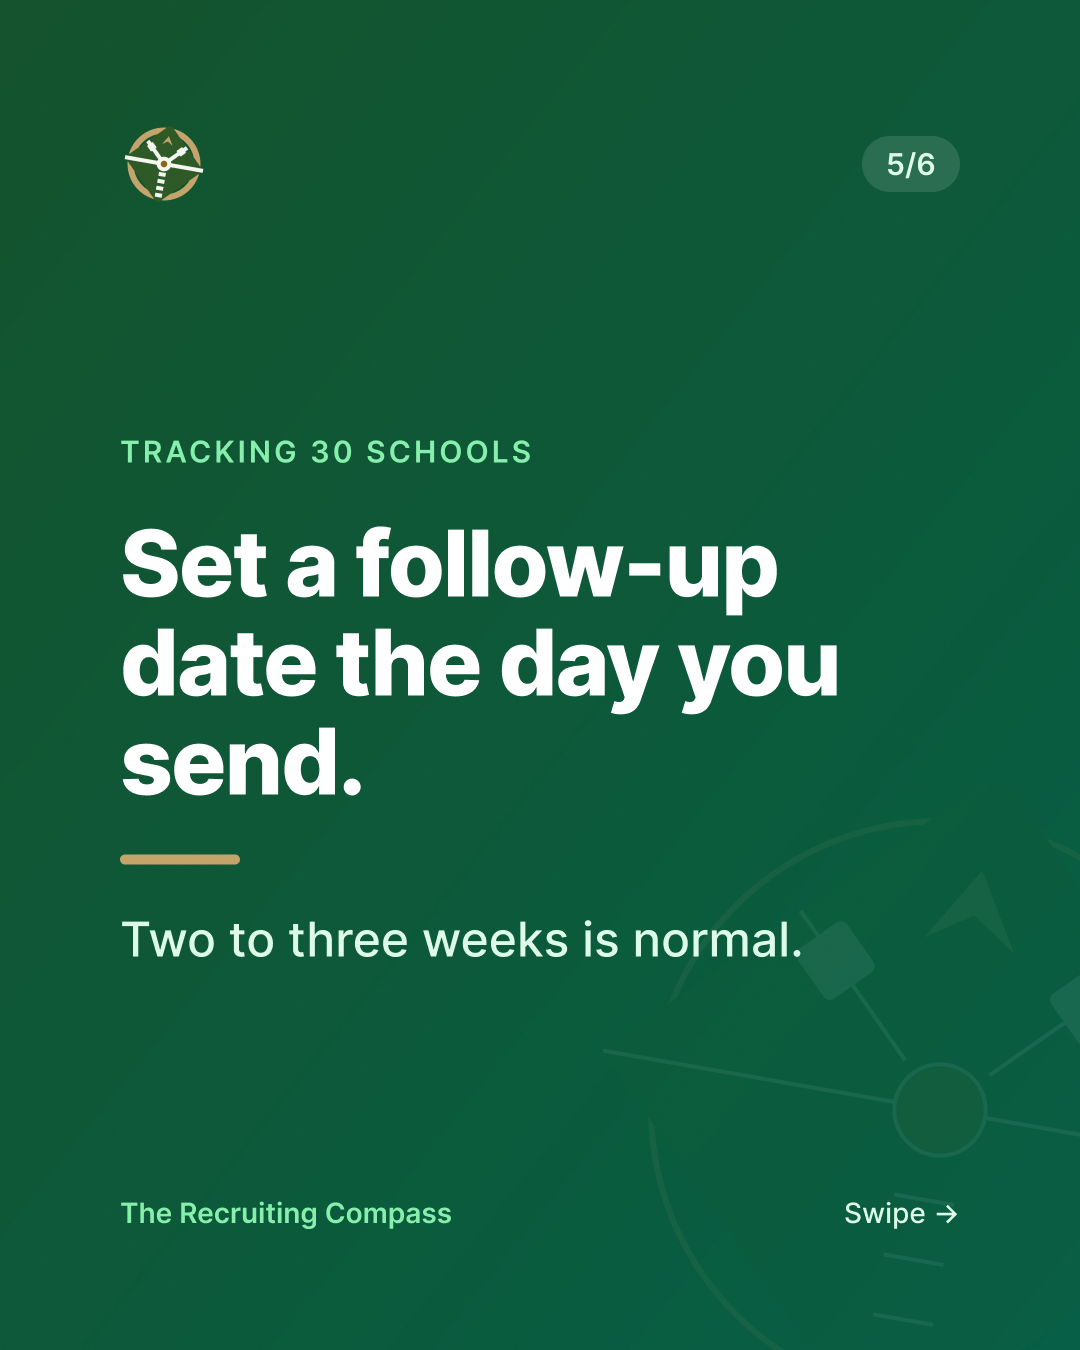 5/6
TRACKING 30 SCHOOLS
Set a follow-up
date the day you
send.
Two to three weeks is normal.
The Recruiting Compass
Swipe →